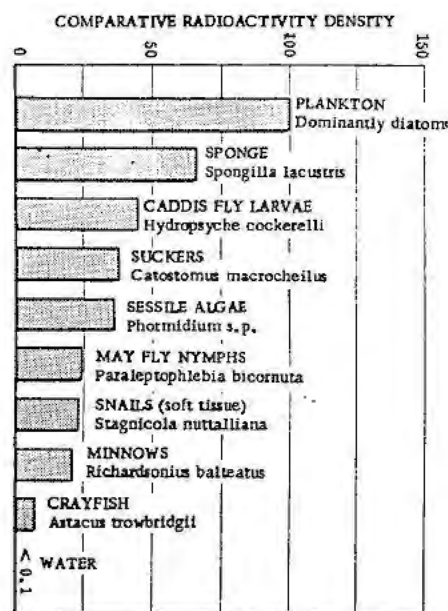 COMPARATIVE RADIOACTIVITY DENSITY
0 50 100 150
PLANKTON
Dominantly diatoms
SPONGE
Spongilla lacustris
CADDIS FLY LARVAE
Hydropsyche cockerelli
SUCKERS
Catostomus macrocheilus
SESSILE ALGAE
Phormidium s.p.
MAY FLY NYMPHS
Paraleptophlebia bicornuta
SNAILS (soft tissue)
Stagnicola nuttalliana
MINNOWS
Richardsonius balteatus
CRAYFISH
Astacus trowbridgii
< 0.1 WATER